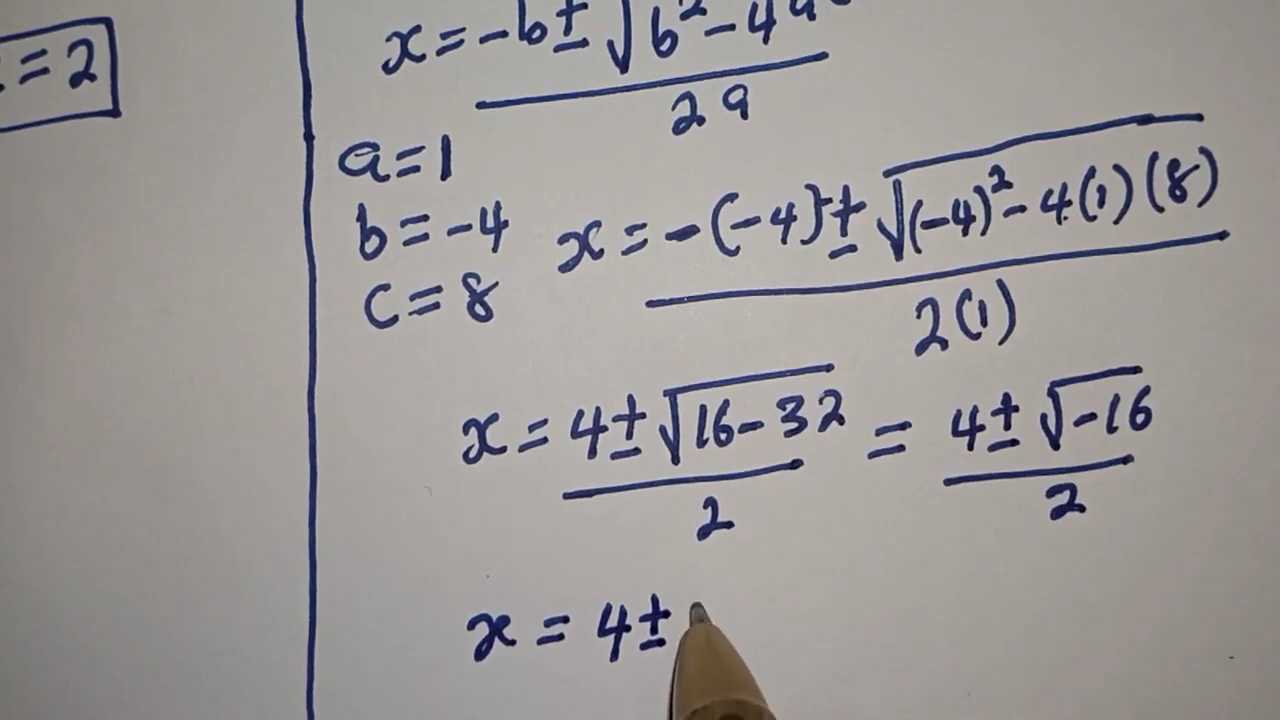 = 2
x = -b ± √b² - 4a
2a
a = 1
b = -4
c = 8
x = -(-4) ± √(-4)² - 4(1)(8)
2(1)
x = 4 ± √16 - 32 = 4 ± √-16
2 2
x = 4 ±